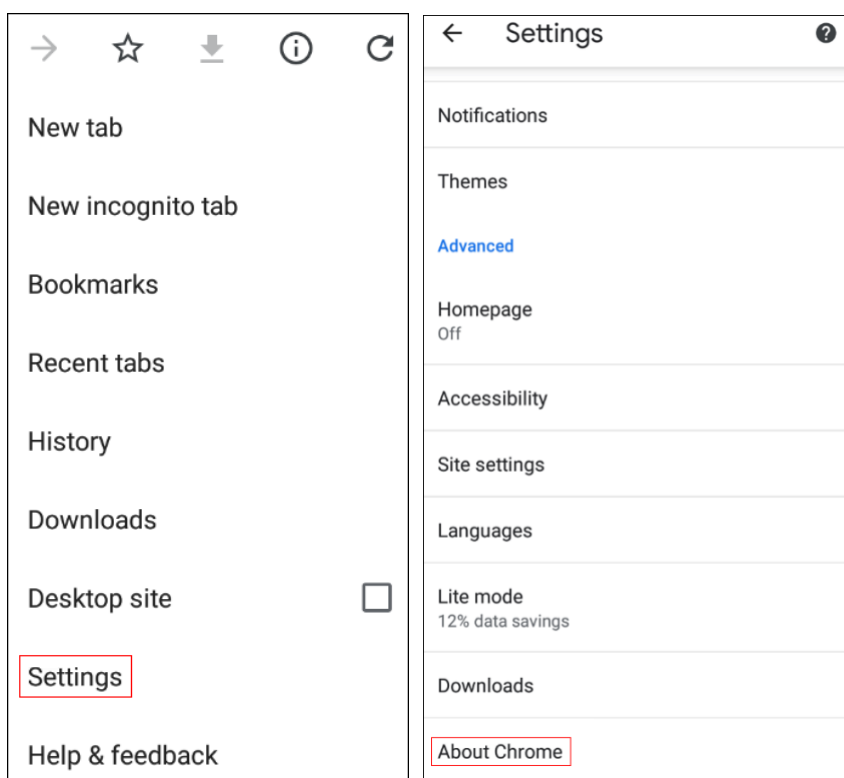 New tab
New incognito tab
Bookmarks
Recent tabs
History
Downloads
Desktop site
Settings
Help & feedback
Settings
Notifications
Themes
Advanced
Homepage
Off
Accessibility
Site settings
Languages
Lite mode
12% data savings
Downloads
About Chrome